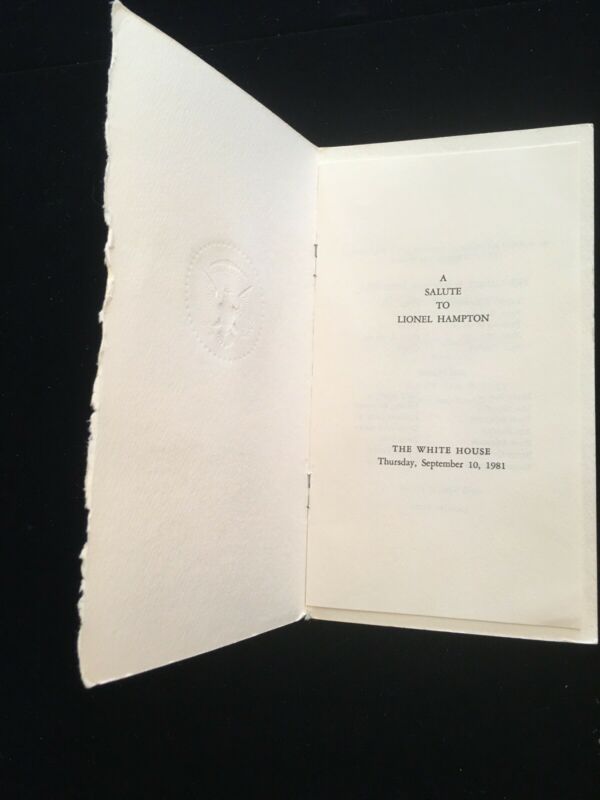 A
SALUTE
TO
LIONEL HAMPTON
THE WHITE HOUSE
Thursday, September 10, 1981